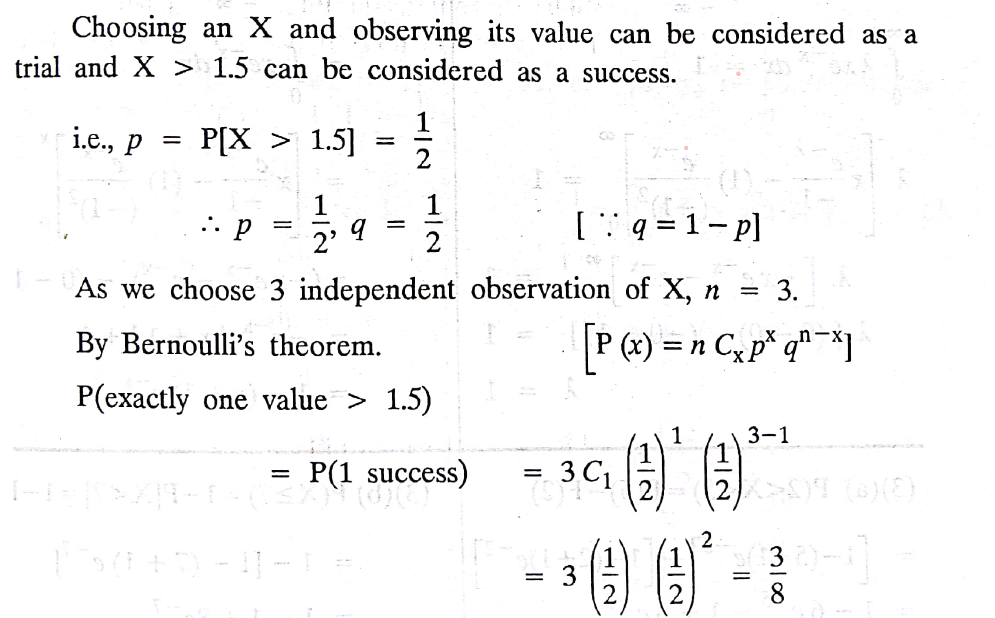 Choosing an X and observing its value can be considered as a
trial and X > 1.5 can be considered as a success.
i.e., p = P[X > 1.5] = 1/2
∴ p = 1/2, q = 1/2 [∵ q = 1 – p]
As we choose 3 independent observation of X, n = 3.
By Bernoulli's theorem. [P (x) = n Cₓ pˣ qⁿ⁻ˣ]
P(exactly one value > 1.5)
= P(1 success) = 3 C₁ (1/2)¹ (1/2)³⁻¹
= 3 (1/2) (1/2)² = 3/8